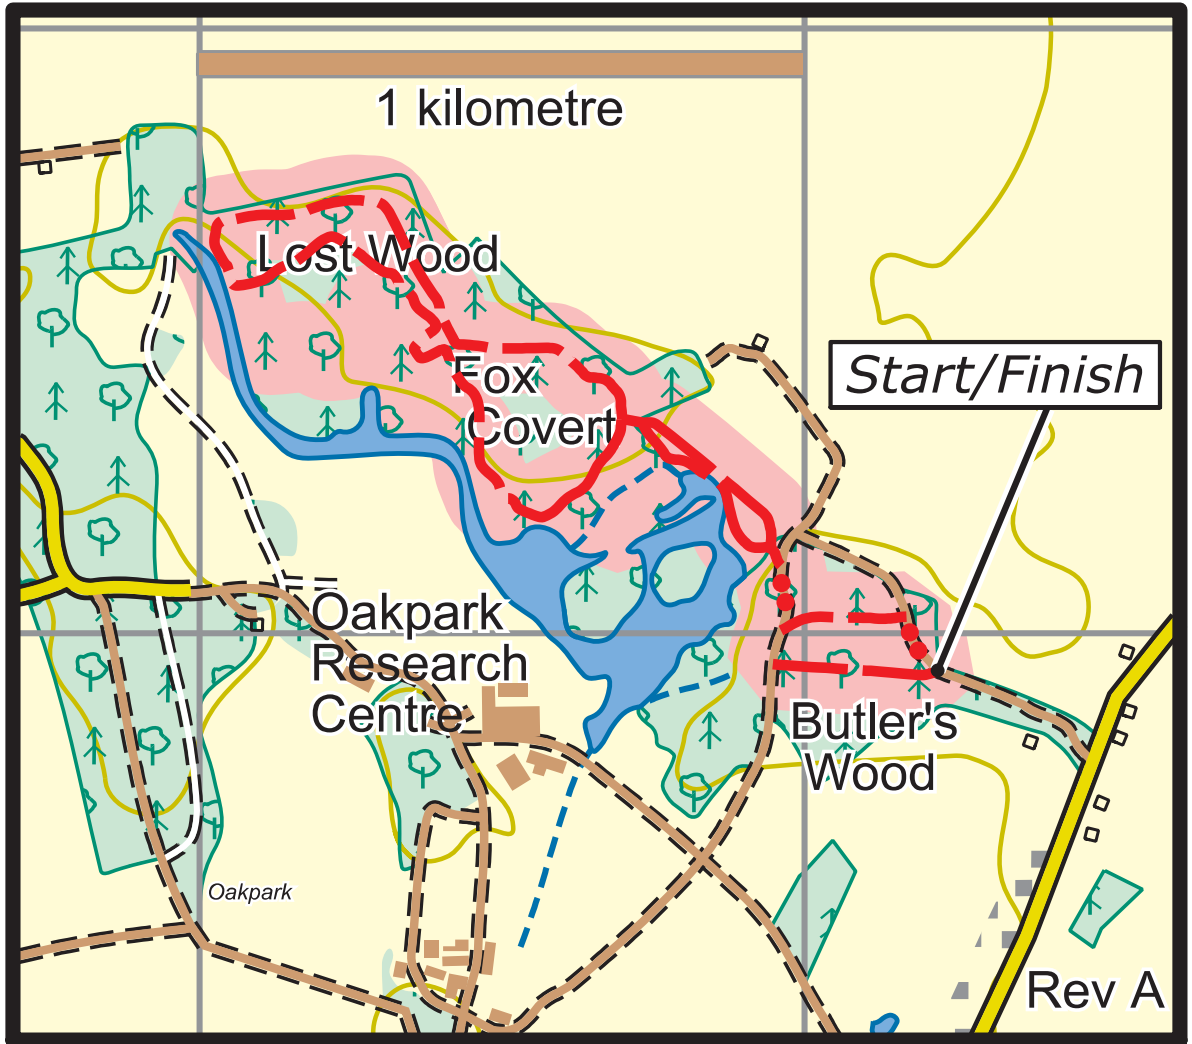 1 kilometre
Lost Wood
Start/Finish
Fox
Covert
Oakpark
Research
Centre
Butler's
Wood
Oakpark
Rev A